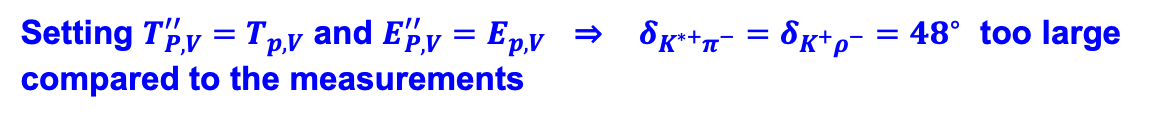 Setting T''_{P,V} = T_{p,V} and E''_{P,V} = E_{p,V} ⇒ δ_{K*+π−} = δ_{K+ρ−} = 48° too large
compared to the measurements